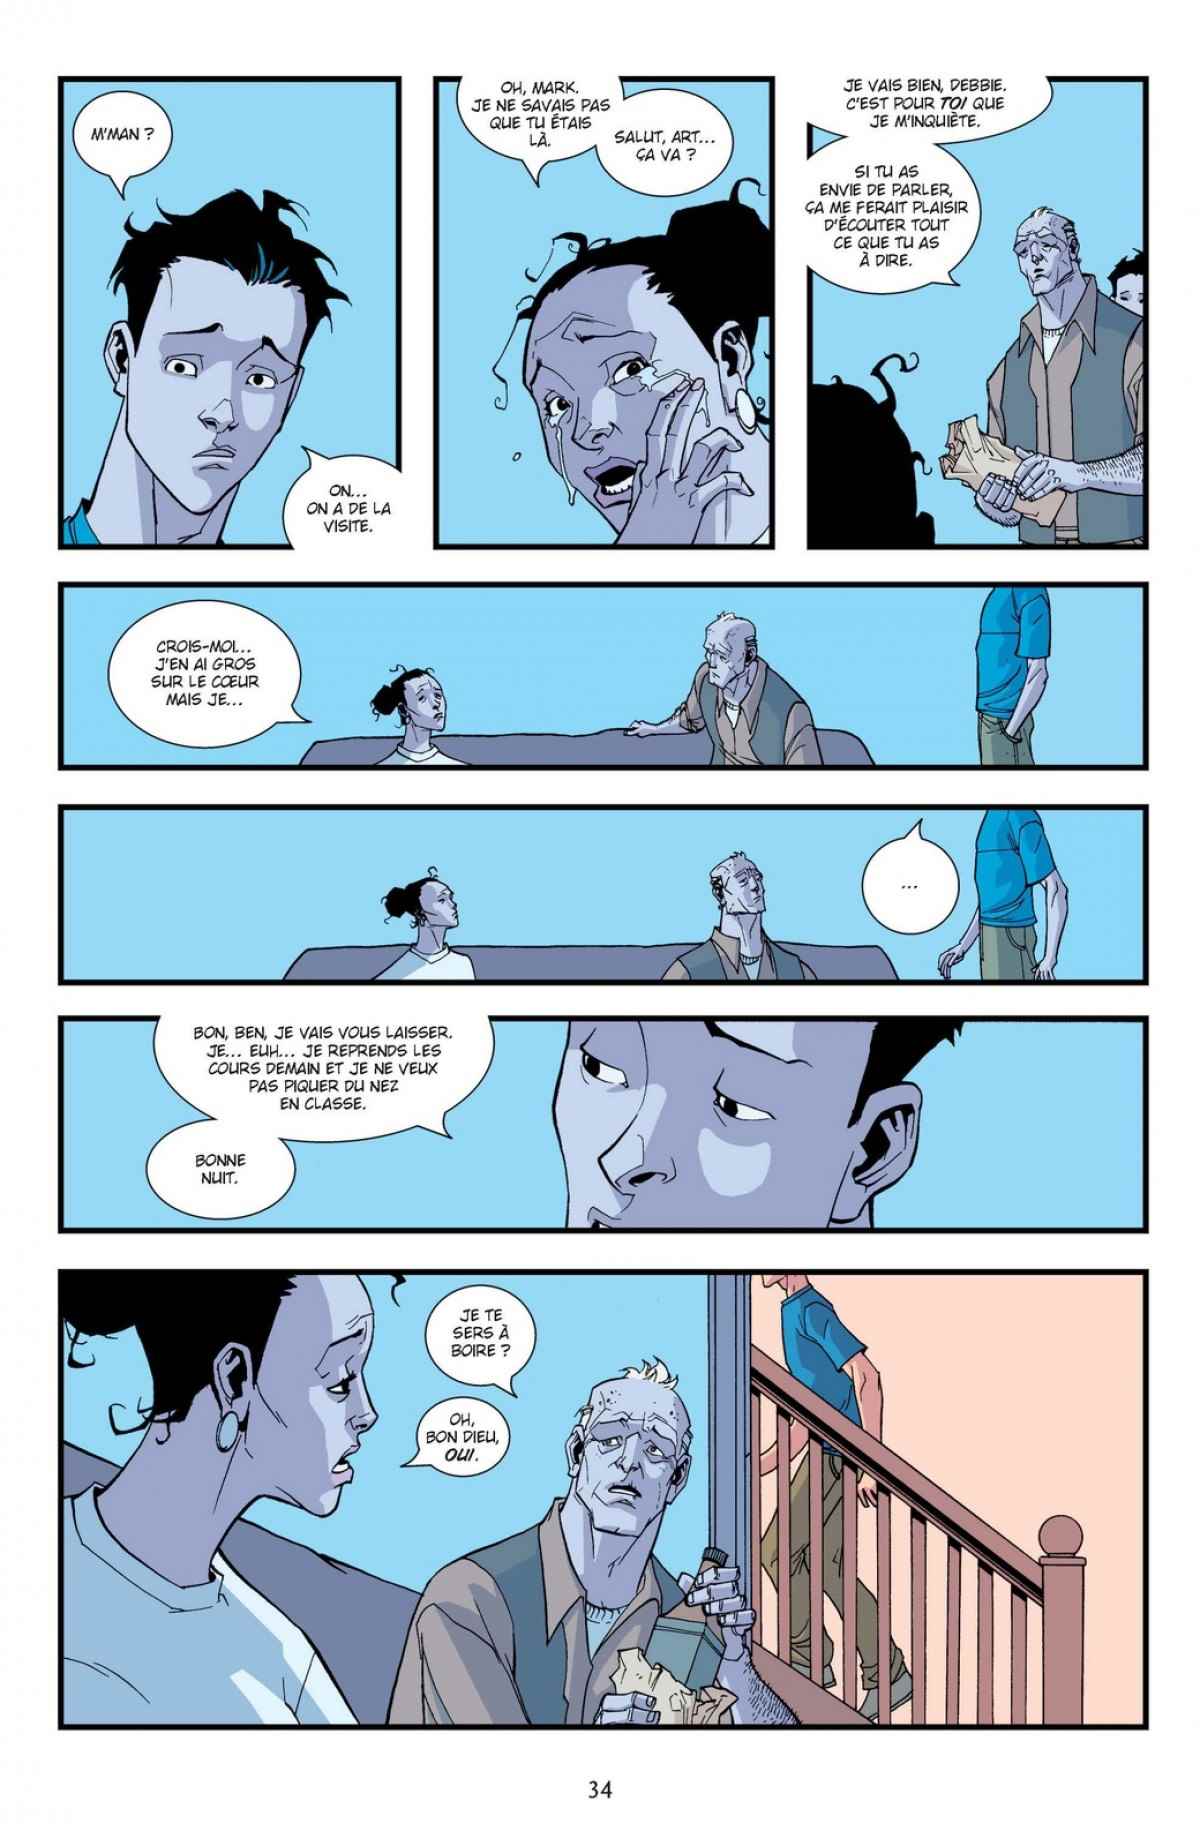 M'MAN ?
ON...
ON A DE LA
VISITE.
OH, MARK.
JE NE SAVAIS PAS
QUE TU ÉTAIS
LÀ.
SALUT, ART...
ÇA VA ?
JE VAIS BIEN, DEBBIE.
C'EST POUR TOI QUE
JE M'INQUIÈTE.
SI TU AS
ENVIE DE PARLER,
ÇA ME FERAIT PLAISIR
D'ÉCOUTER TOUT
CE QUE TU AS
À DIRE.
CROIS-MOI...
J'EN AI GROS
SUR LE CŒUR
MAIS JE...
...
BON, BEN, JE VAIS VOUS LAISSER.
JE... EUH... JE REPRENDS LES
COURS DEMAIN ET JE NE VEUX
PAS PIQUER DU NEZ
EN CLASSE.
BONNE
NUIT.
JE TE
SERS À
BOIRE ?
OH,
BON DIEU,
OUI.
34